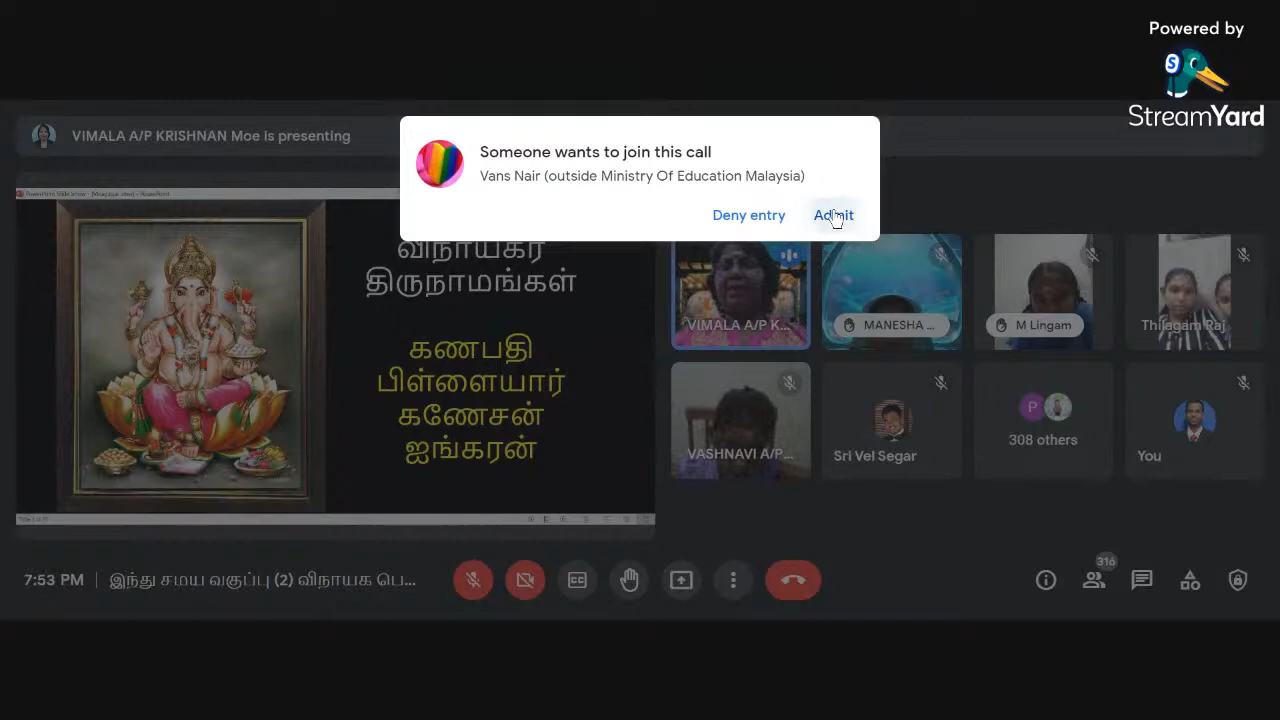 Powered by
StreamYard
VIMALA A/P KRISHNAN Moe is presenting
Someone wants to join this call
Vans Nair (outside Ministry Of Education Malaysia)
Deny entry
Admit
விநாயகர்
திருநாமங்கள்
கணபதி
பிள்ளையார்
கணேசன்
ஐங்கரன்
VIMALA A/P K...
MANESHA ...
M Lingam
Thilagam Raj
VASHNAVI A/P...
Sri Vel Segar
P
308 others
You
7:53 PM
இந்து சமய வகுப்பு (2) விநாயக பெ...
CC
316